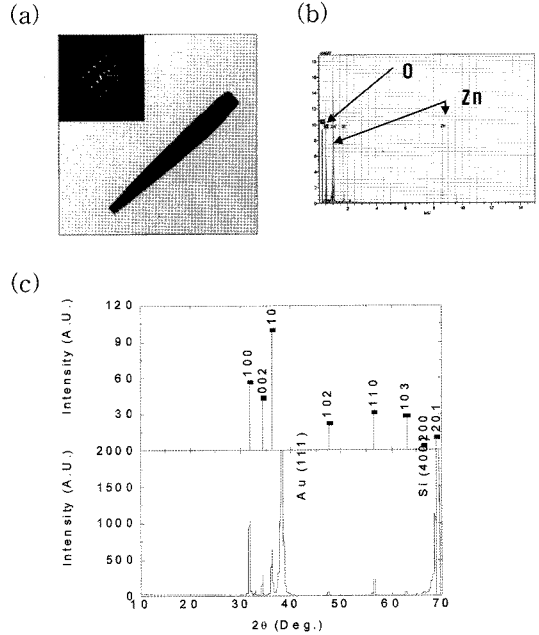 (a)
(b)
O
Zn
(c)
Intensity (A.U.)
120
90
60
30
100
002
10
102
110
103
200
201
Intensity (A.U.)
2000
1500
1000
500
0
Au (111)
Si (400)
10 20 30 40 50 60 70
2θ (Deg.)